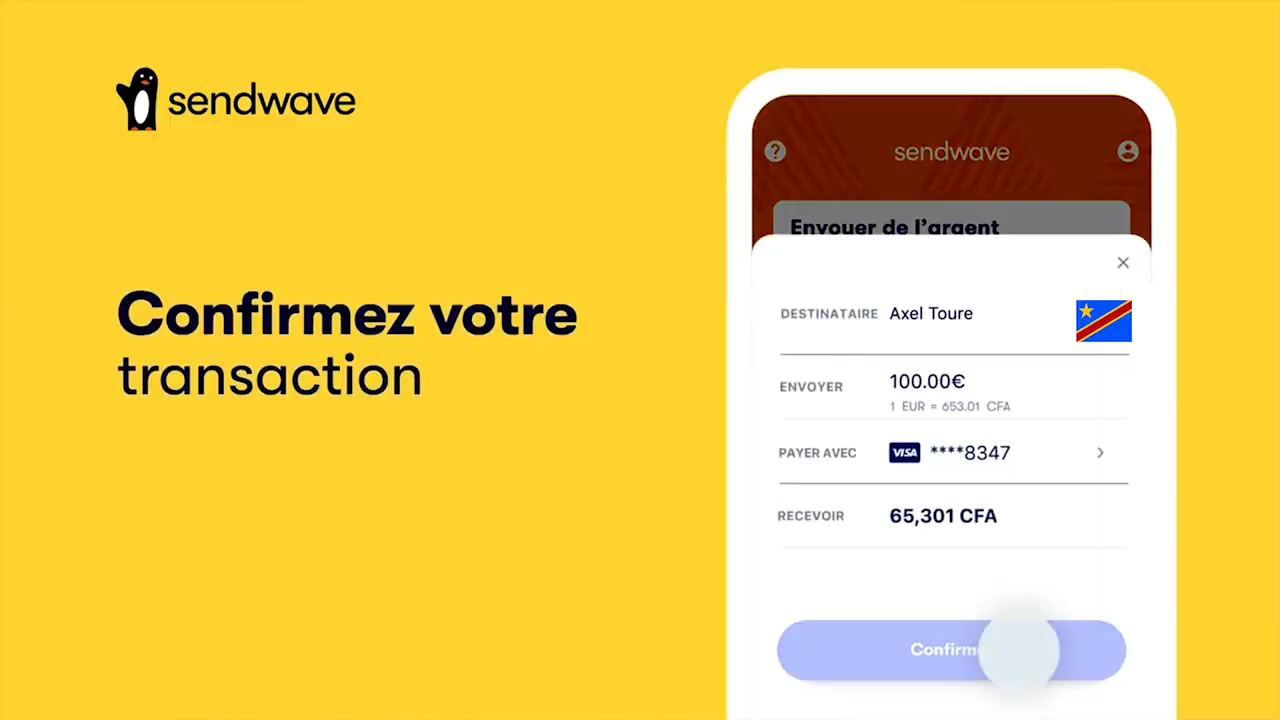 sendwave
Confirmez votre
transaction
sendwave
Envoyer de l'argent
DESTINATAIRE Axel Toure
ENVOYER 100.00€
1 EUR = 653.01 CFA
PAYER AVEC VISA ****8347
RECEVOIR 65,301 CFA